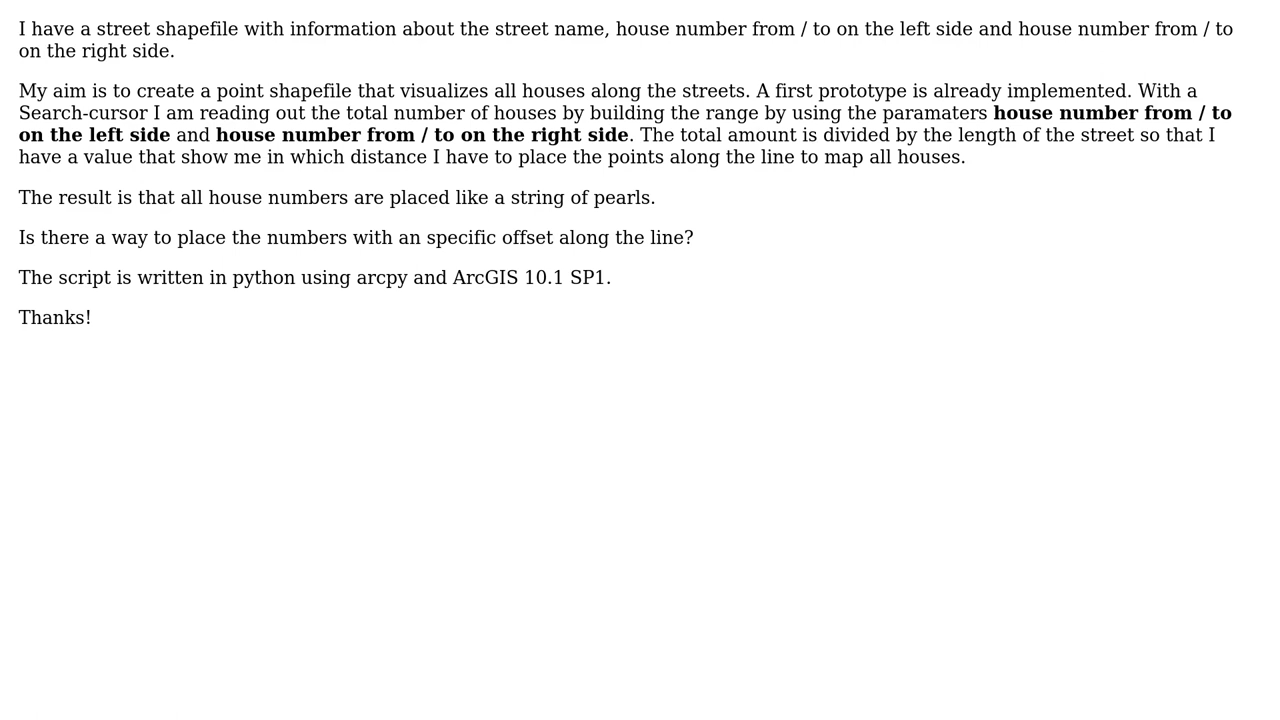 I have a street shapefile with information about the street name, house number from / to on the left side and house number from / to
on the right side.
My aim is to create a point shapefile that visualizes all houses along the streets. A first prototype is already implemented. With a
Search-cursor I am reading out the total number of houses by building the range by using the paramaters house number from / to
on the left side and house number from / to on the right side. The total amount is divided by the length of the street so that I
have a value that show me in which distance I have to place the points along the line to map all houses.
The result is that all house numbers are placed like a string of pearls.
Is there a way to place the numbers with an specific offset along the line?
The script is written in python using arcpy and ArcGIS 10.1 SP1.
Thanks!